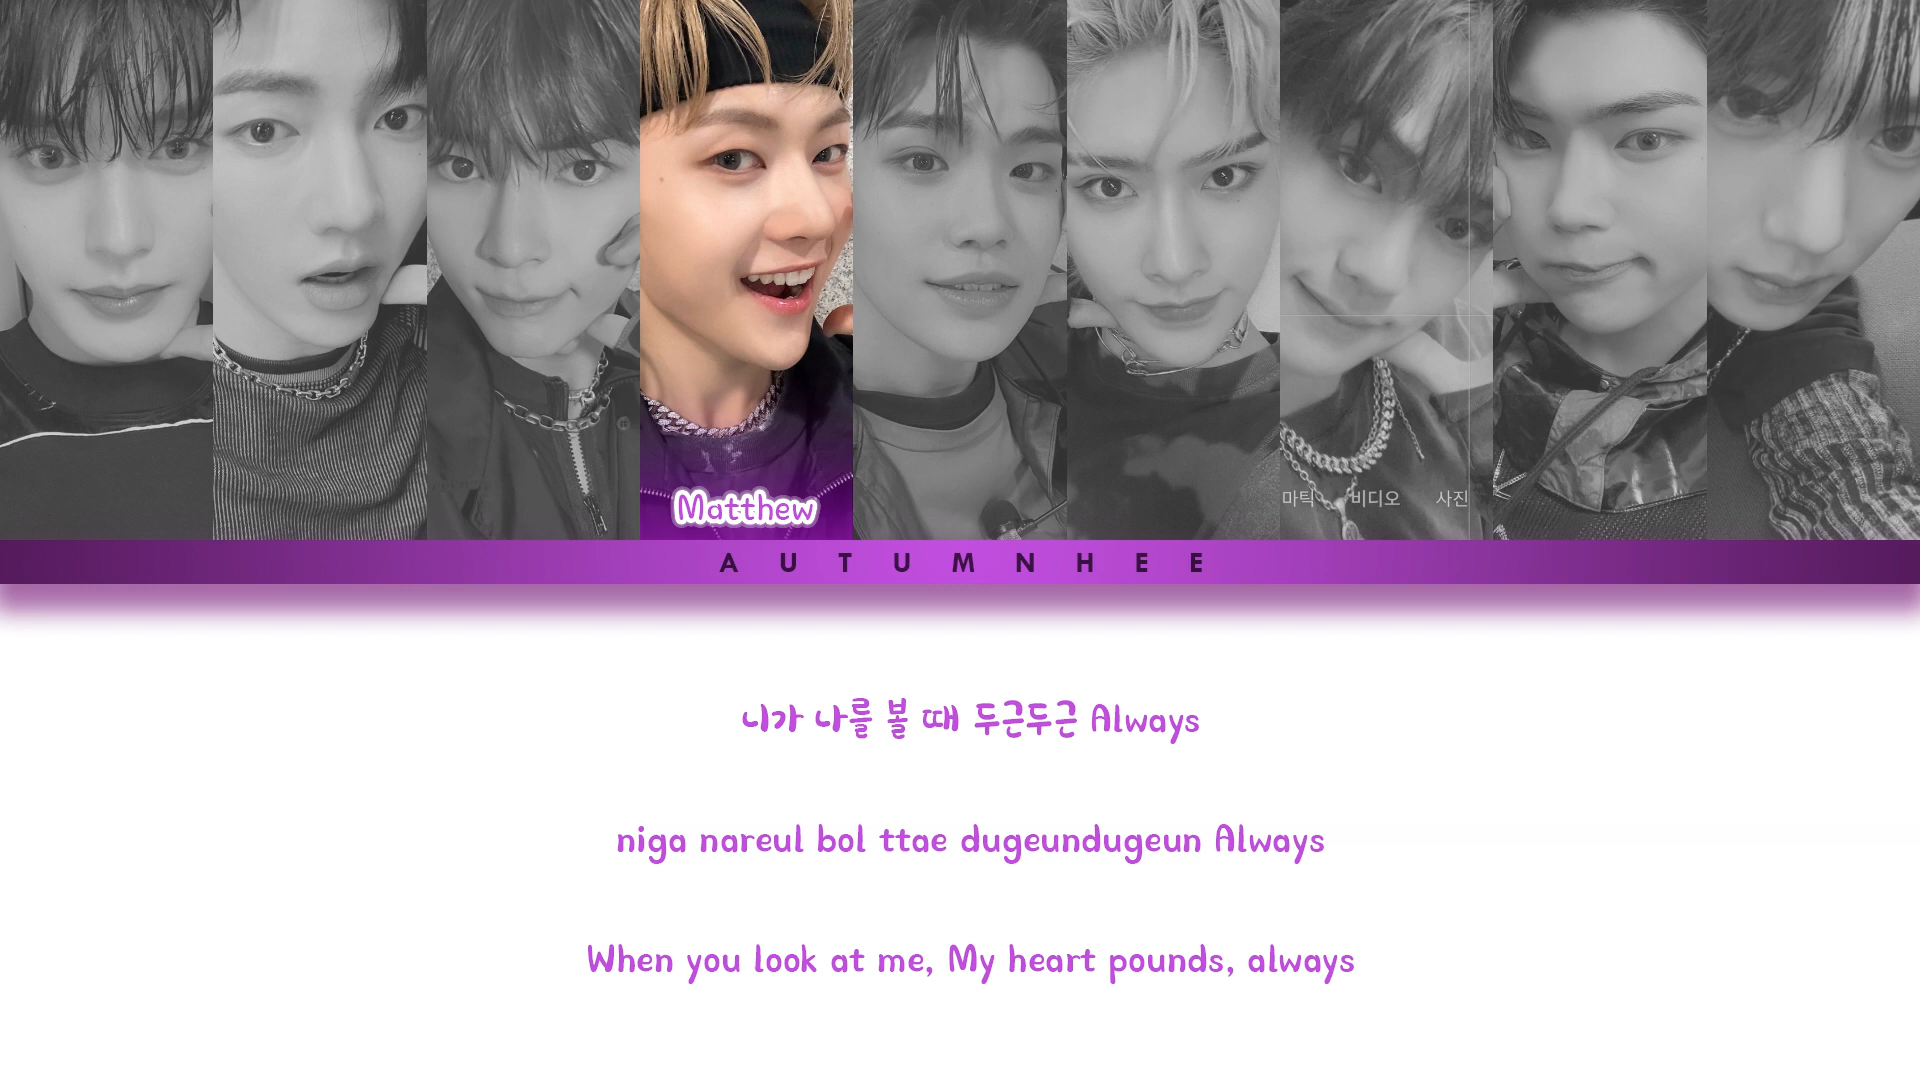 마틱 비디오 사진
Matthew
AUTUMNHEE
니가 나를 볼 때 두근두근 Always
niga nareul bol ttae dugeundugeun Always
When you look at me, My heart pounds, always